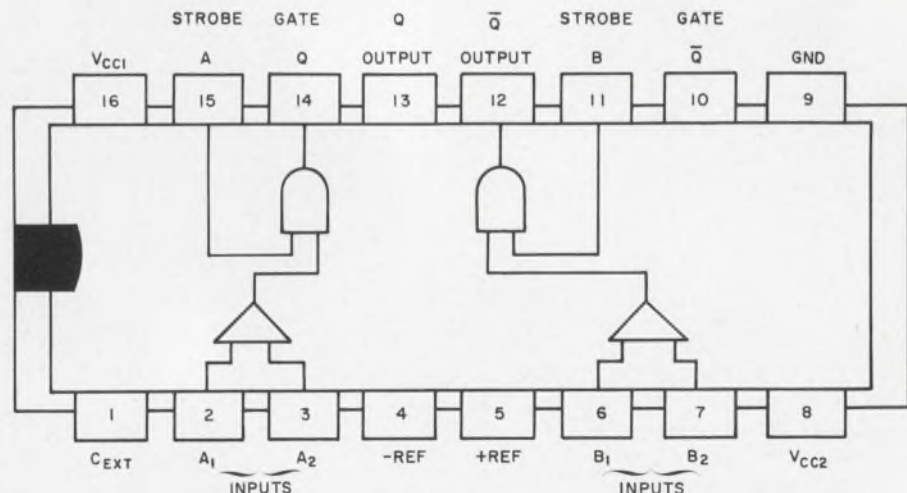 STROBE GATE Q Q̅ STROBE GATE
VCC1 A Q OUTPUT OUTPUT B Q̅ GND
16 15 14 13 12 11 10 9
1 2 3 4 5 6 7 8
CEXT A1 A2 -REF +REF B1 B2 VCC2
INPUTS INPUTS